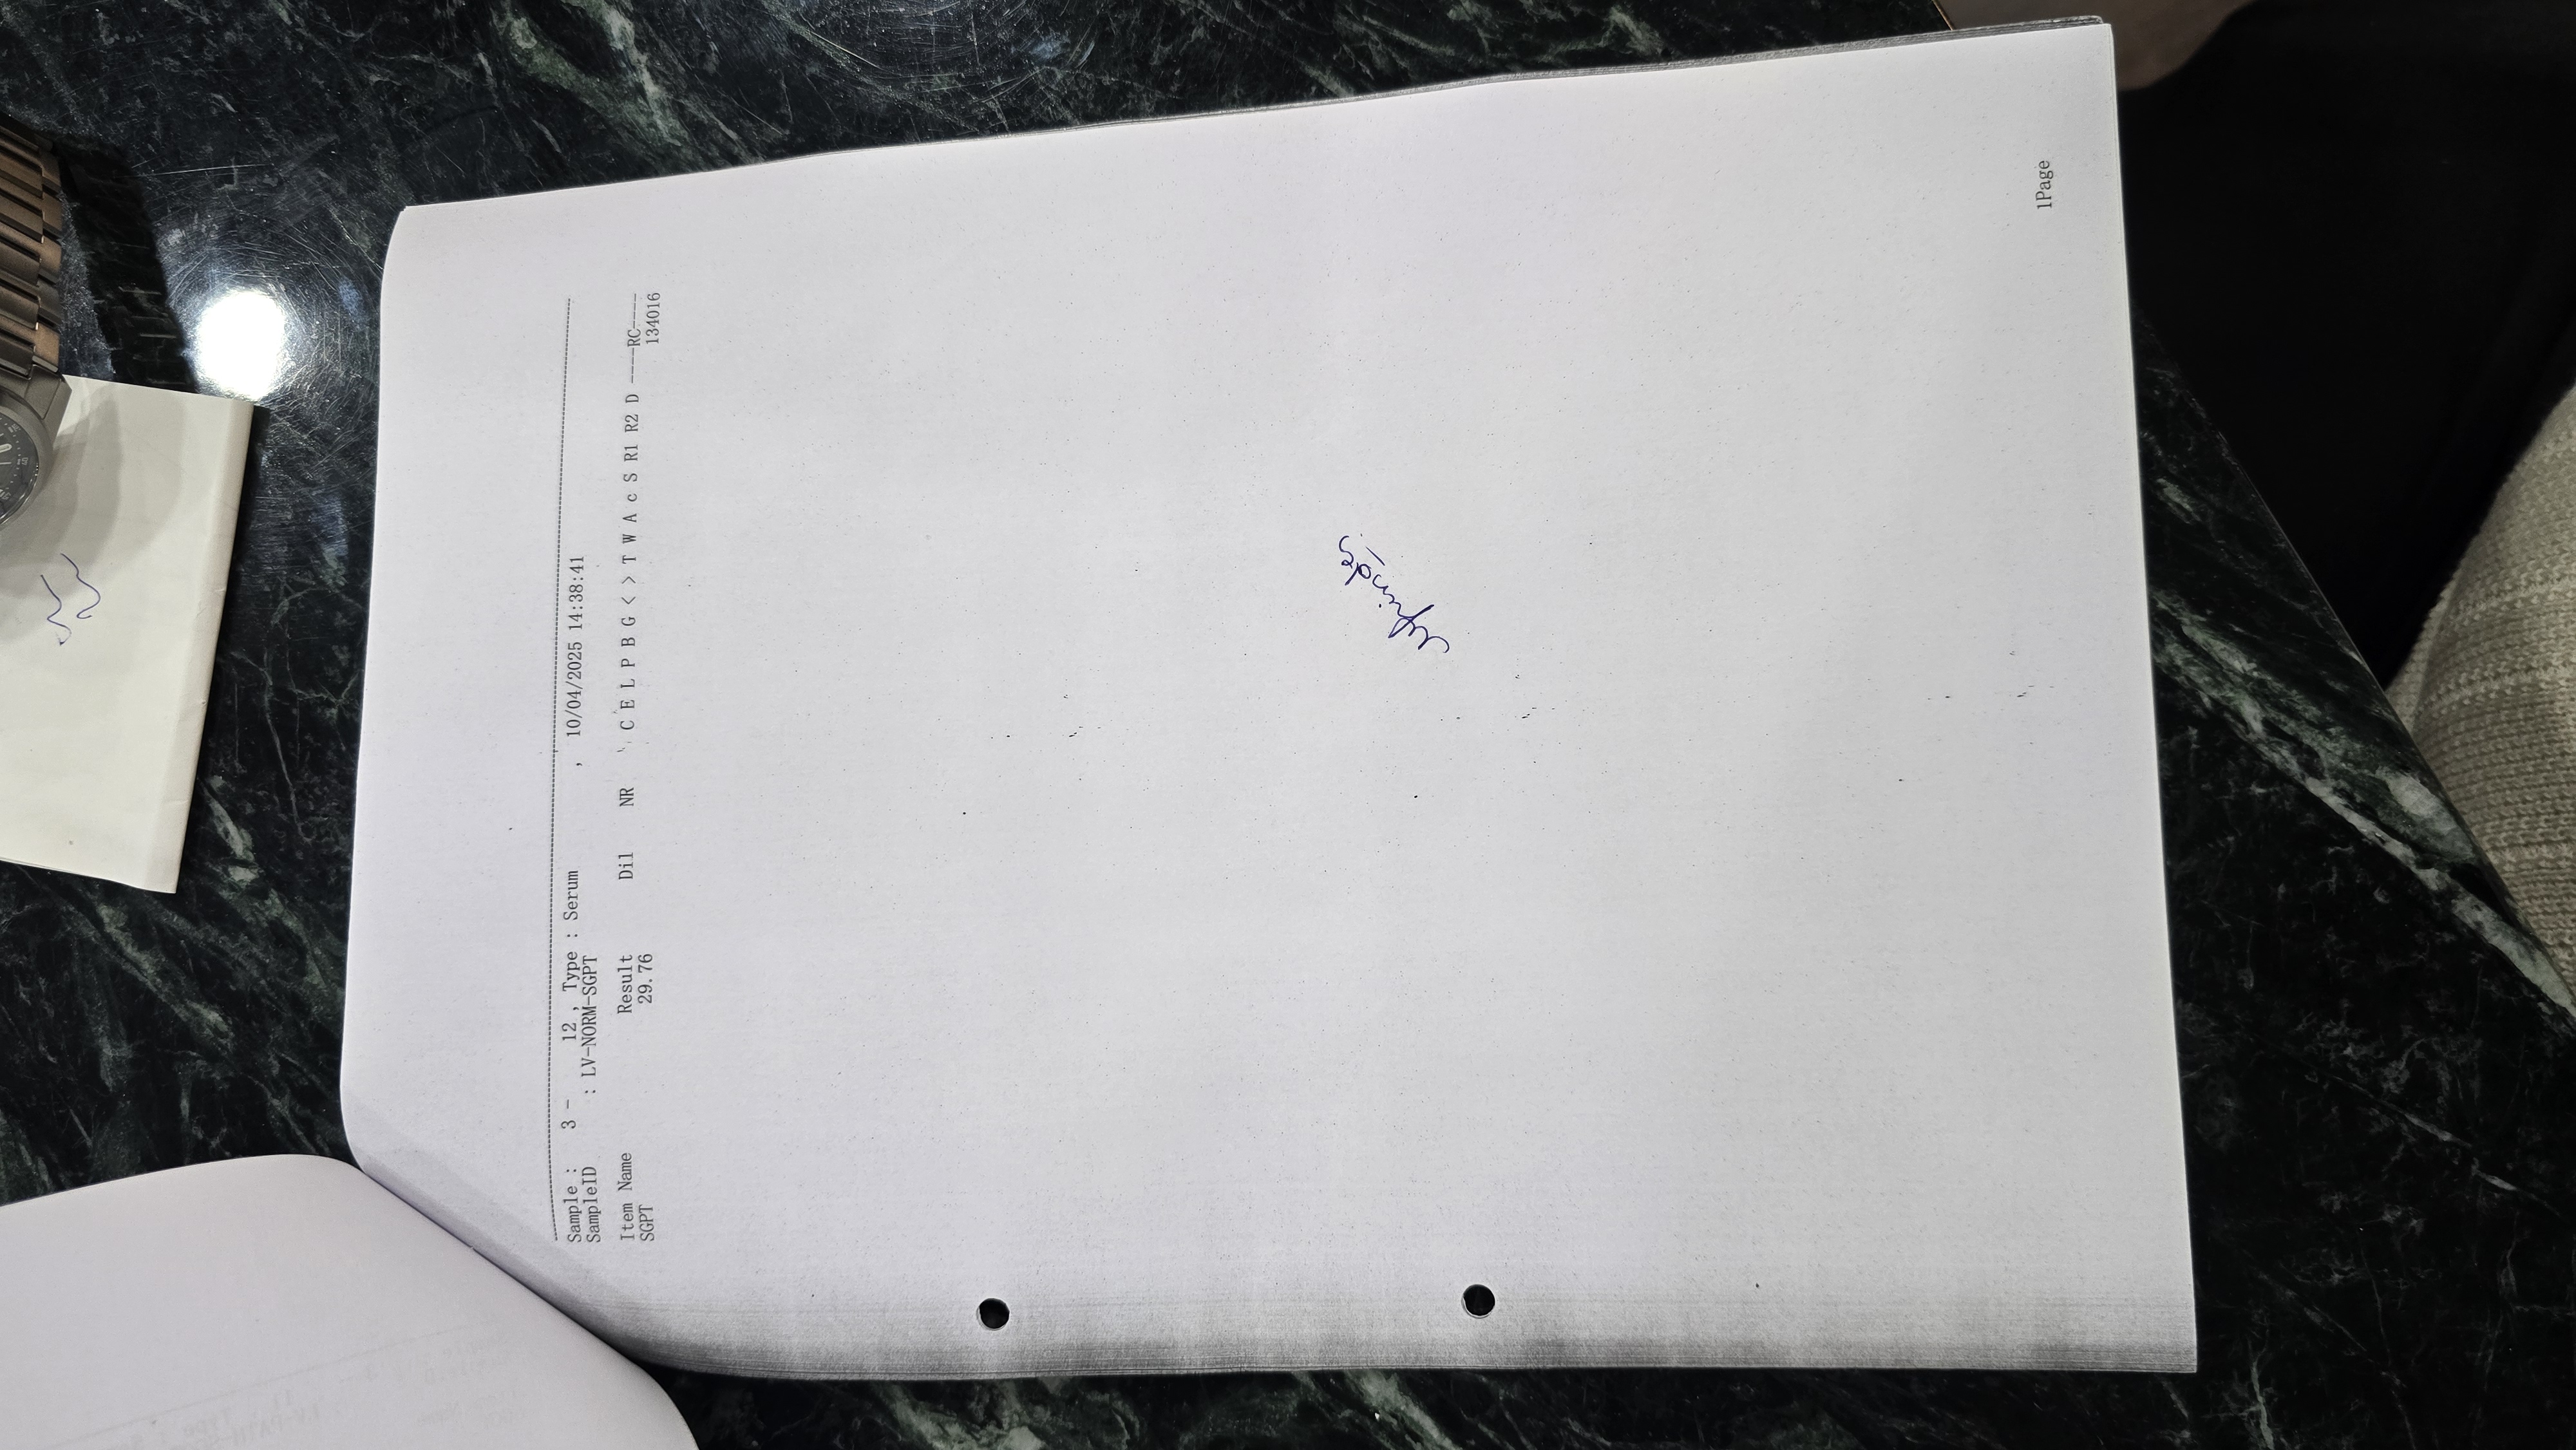 Sample : 3 - 12 , Type : Serum , 10/04/2025 14:38:41
SampleID : LV-NORM-SGPT
Item Name Result Dil NR C E L P B G < > T W A c S R1 R2 D ----RC----
SGPT 29.76 134016
1Page